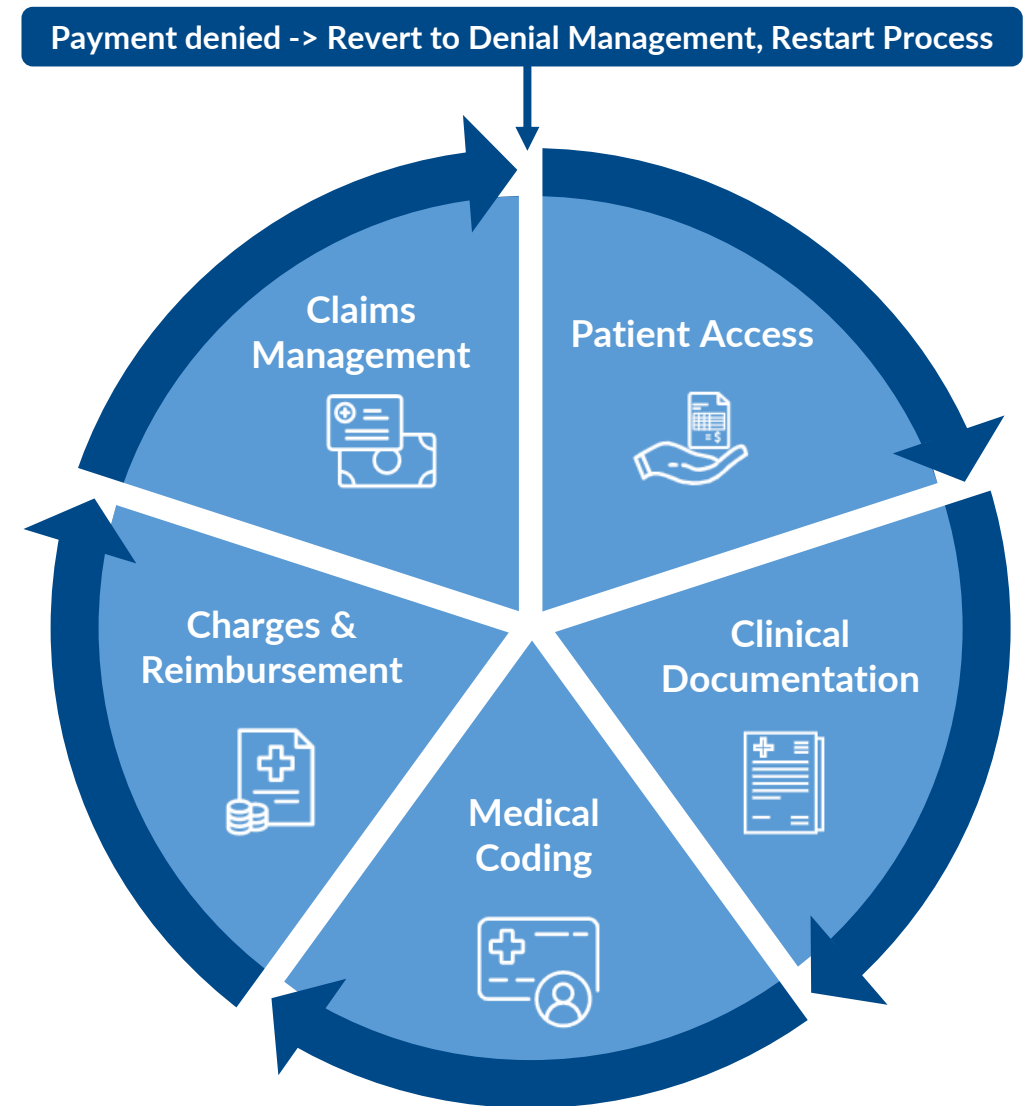 Payment denied -> Revert to Denial Management, Restart Process
Patient Access
= $
Clinical
Documentation
Medical
Coding
Charges &
Reimbursement
Claims
Management